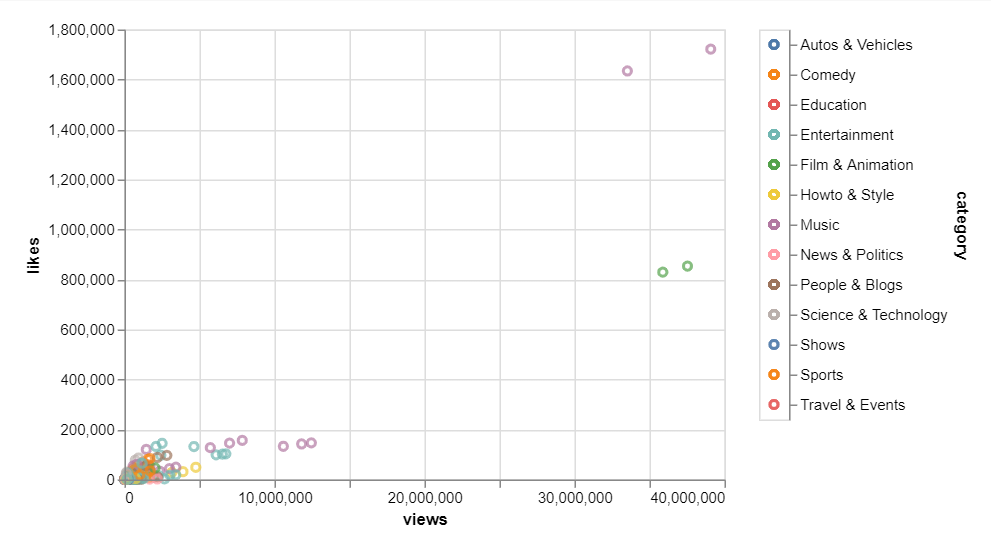 1,800,000
1,600,000
1,400,000
1,200,000
1,000,000
800,000
600,000
400,000
200,000
0
likes
0
10,000,000
20,000,000
30,000,000
40,000,000
views
Autos & Vehicles
Comedy
Education
Entertainment
Film & Animation
Howto & Style
Music
News & Politics
People & Blogs
Science & Technology
Shows
Sports
Travel & Events
category